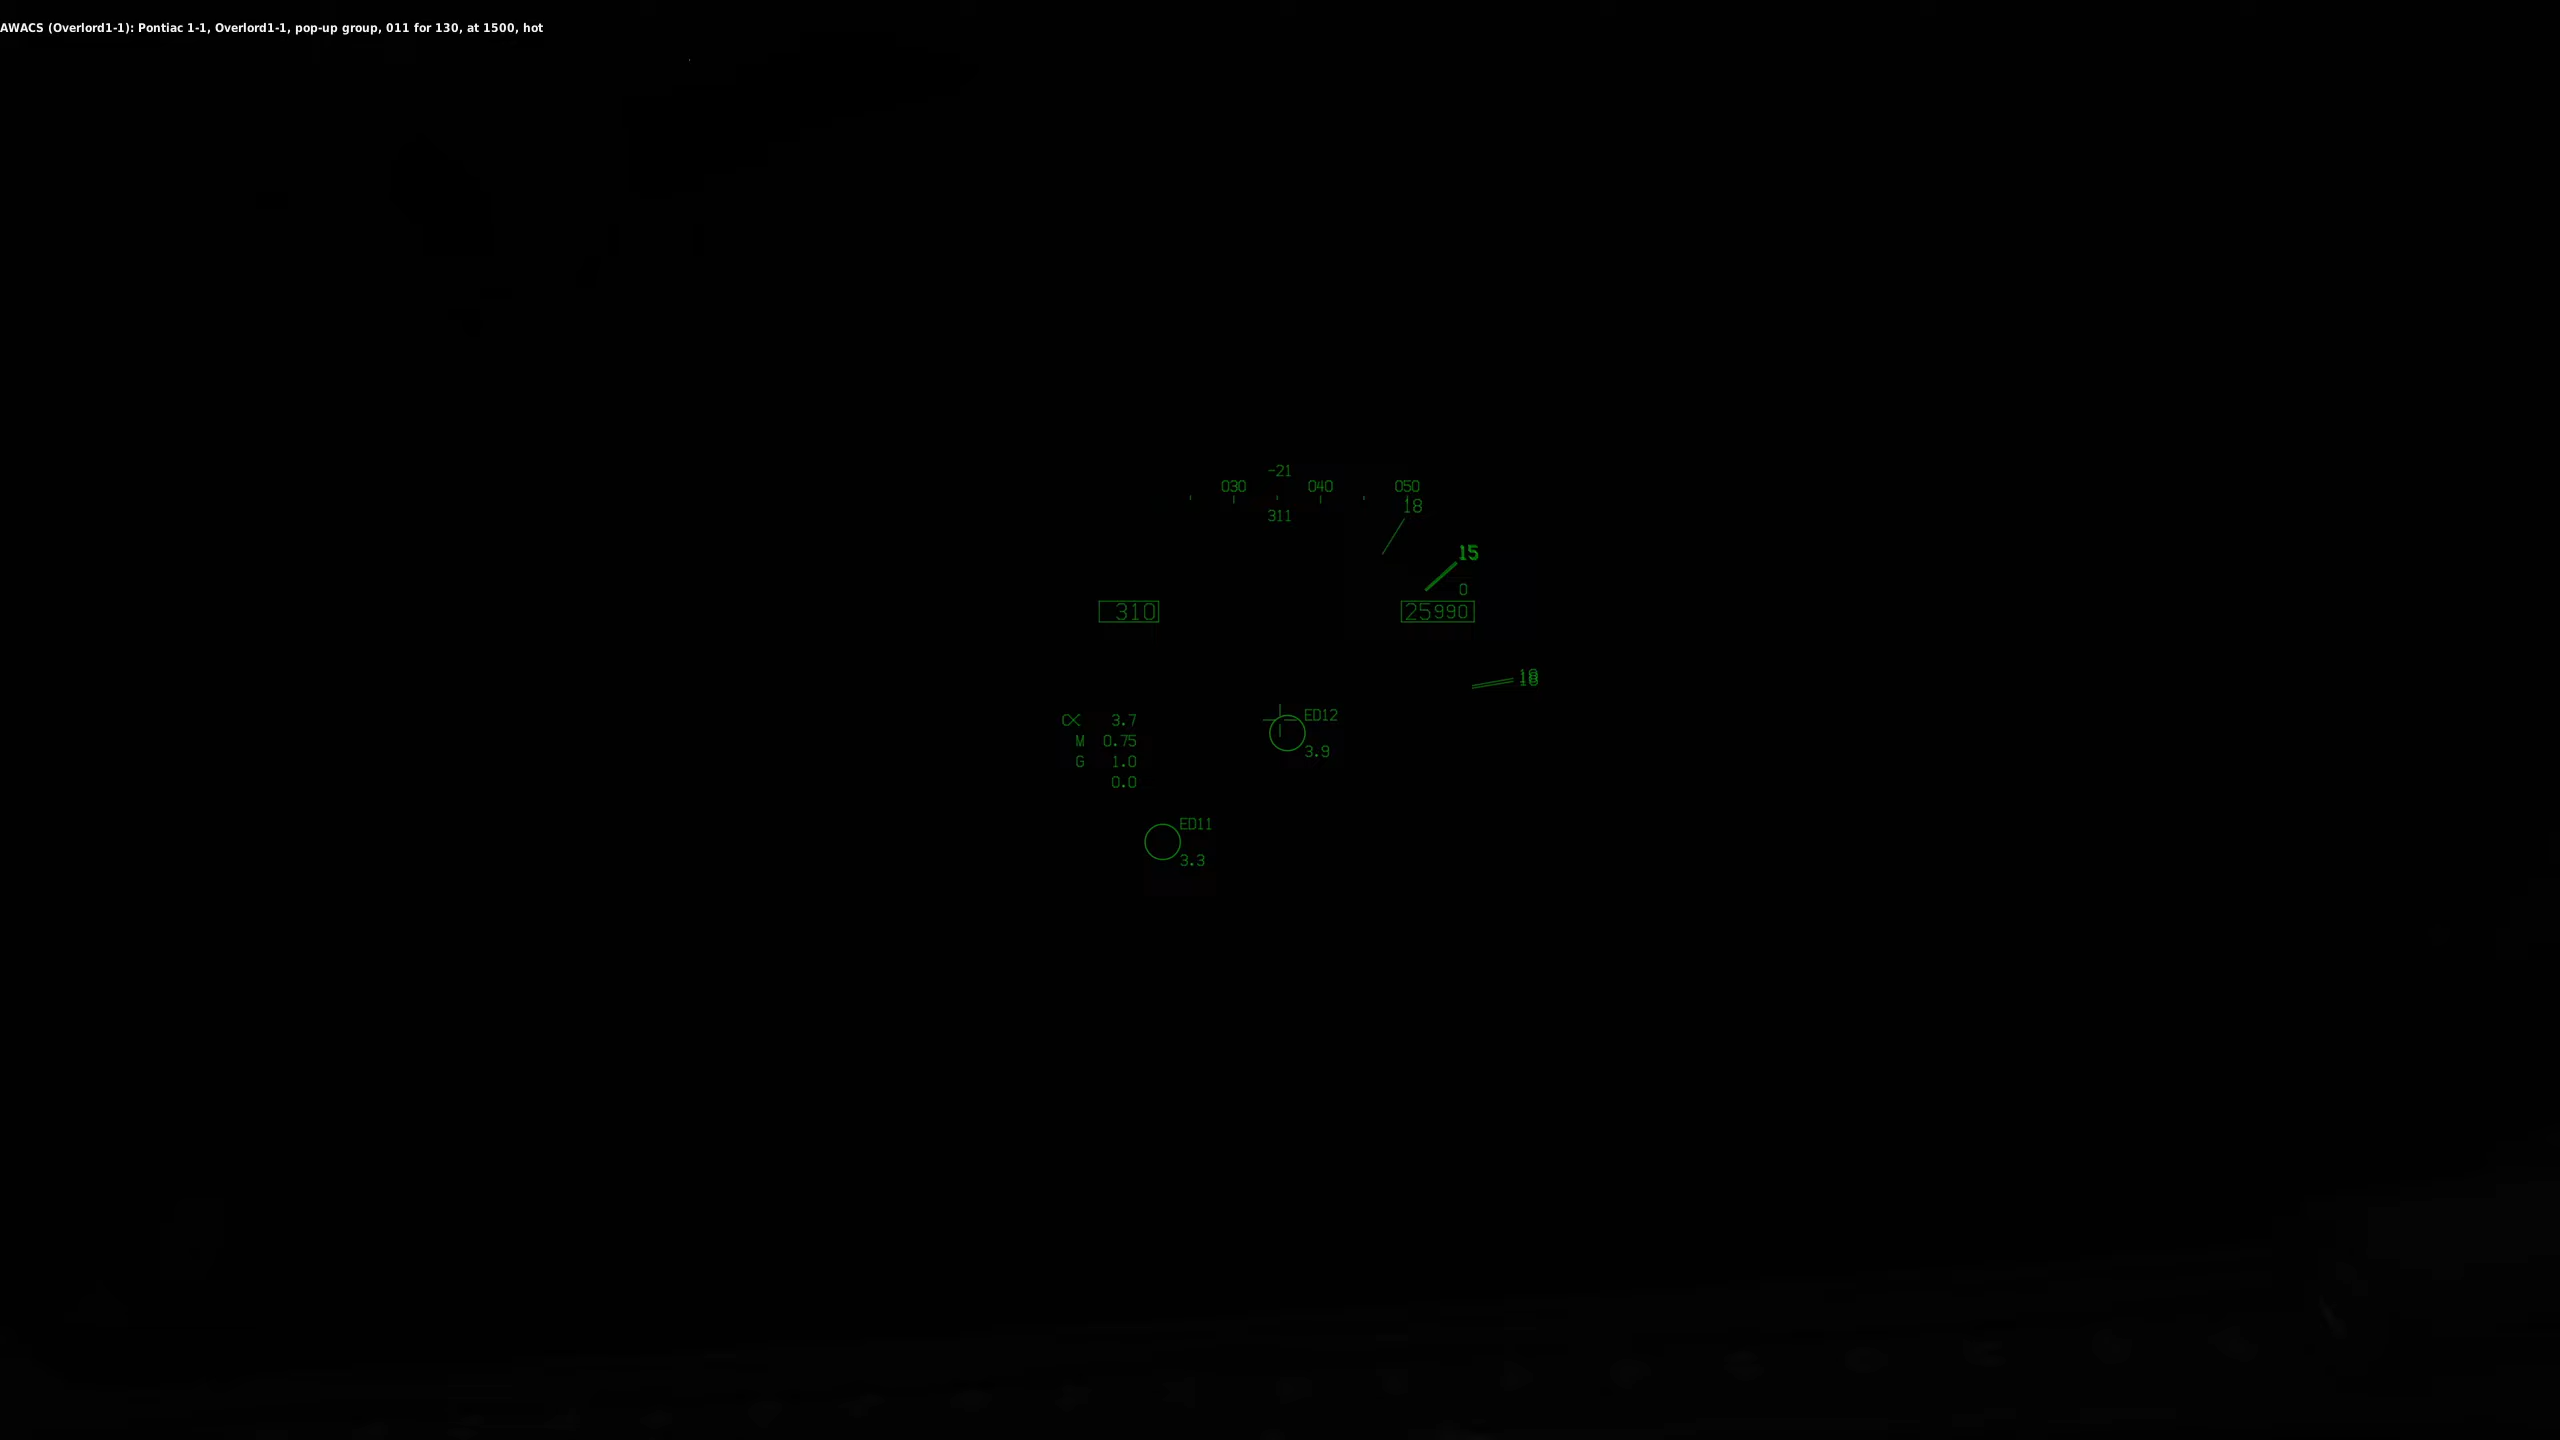 AWACS (Overlord1-1): Pontiac 1-1, Overlord1-1, pop-up group, 011 for 130, at 1500, hot
-21
030 040 050
311
18
15
0
310
25990
18
α 3.7
M 0.75
G 1.0
0.0
ED12
3.9
ED11
3.3